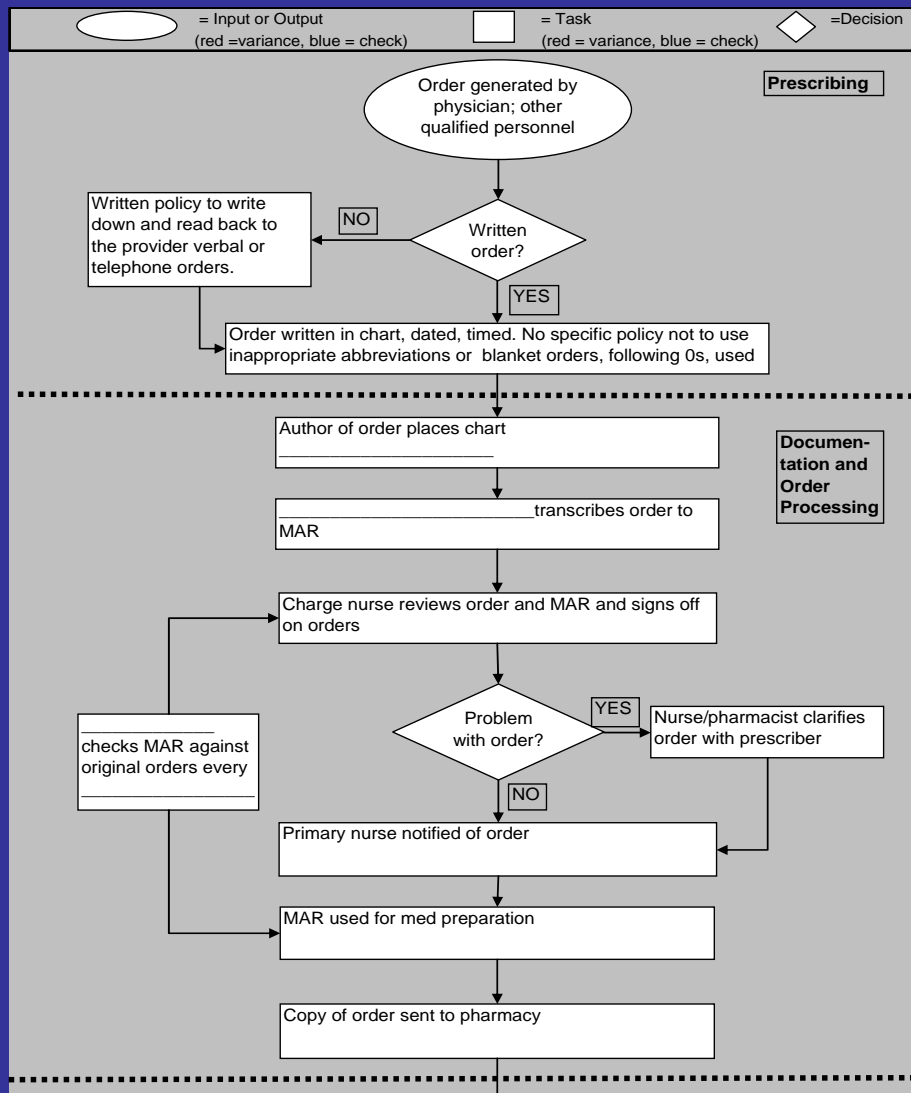 = Input or Output
(red =variance, blue = check)
= Task
(red = variance, blue = check)
=Decision
Order generated by
physician; other
qualified personnel
Prescribing
Written policy to write
down and read back to
the provider verbal or
telephone orders.
NO
Written
order?
YES
Order written in chart, dated, timed. No specific policy not to use
inappropriate abbreviations or  blanket orders, following 0s, used
Author of order places chart
_______________________
Documen-
tation and
Order
Processing
___________________________transcribes order to
MAR
Charge nurse reviews order and MAR and signs off
on orders
______________
checks MAR against
original orders every
__________________
Problem
with order?
YES
Nurse/pharmacist clarifies
order with prescriber
NO
Primary nurse notified of order
MAR used for med preparation
Copy of order sent to pharmacy